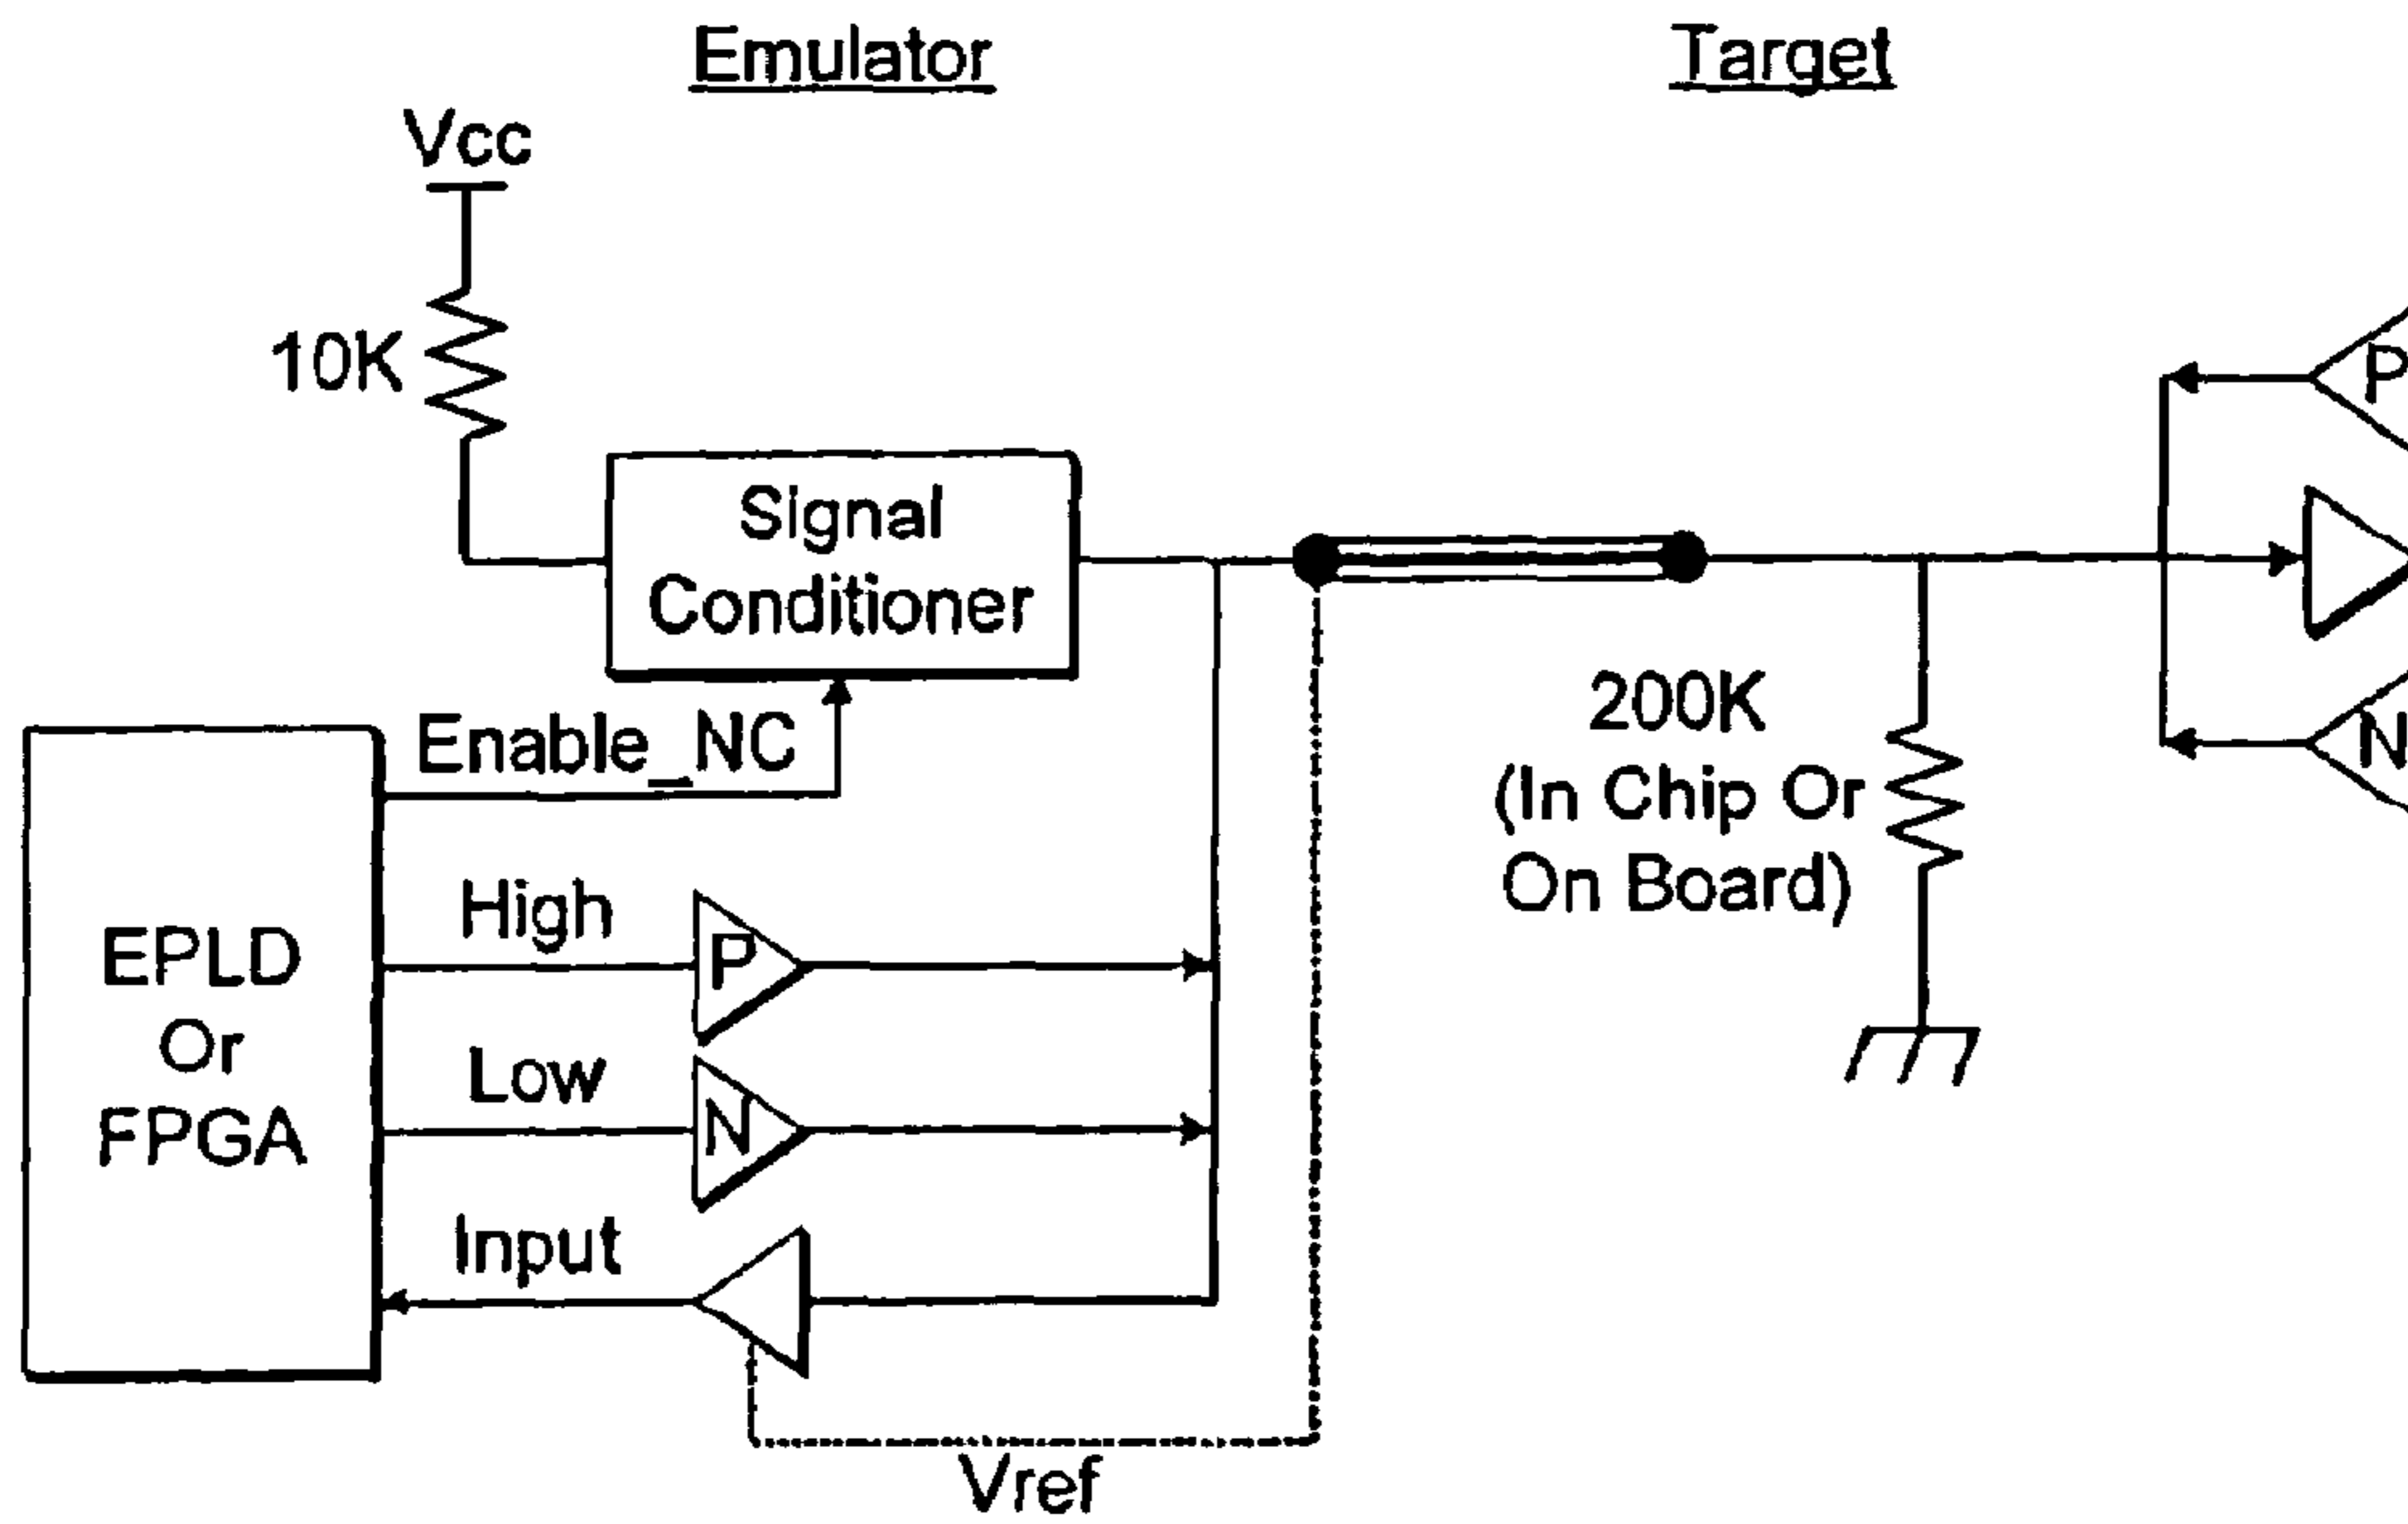 Emulator
Target
Vcc
10K
P
Signal
Conditioner
Enable_NC
200K
(In Chip Or
On Board)
N
High
P
EPLD
Or
FPGA
Low
N
Input
Vref